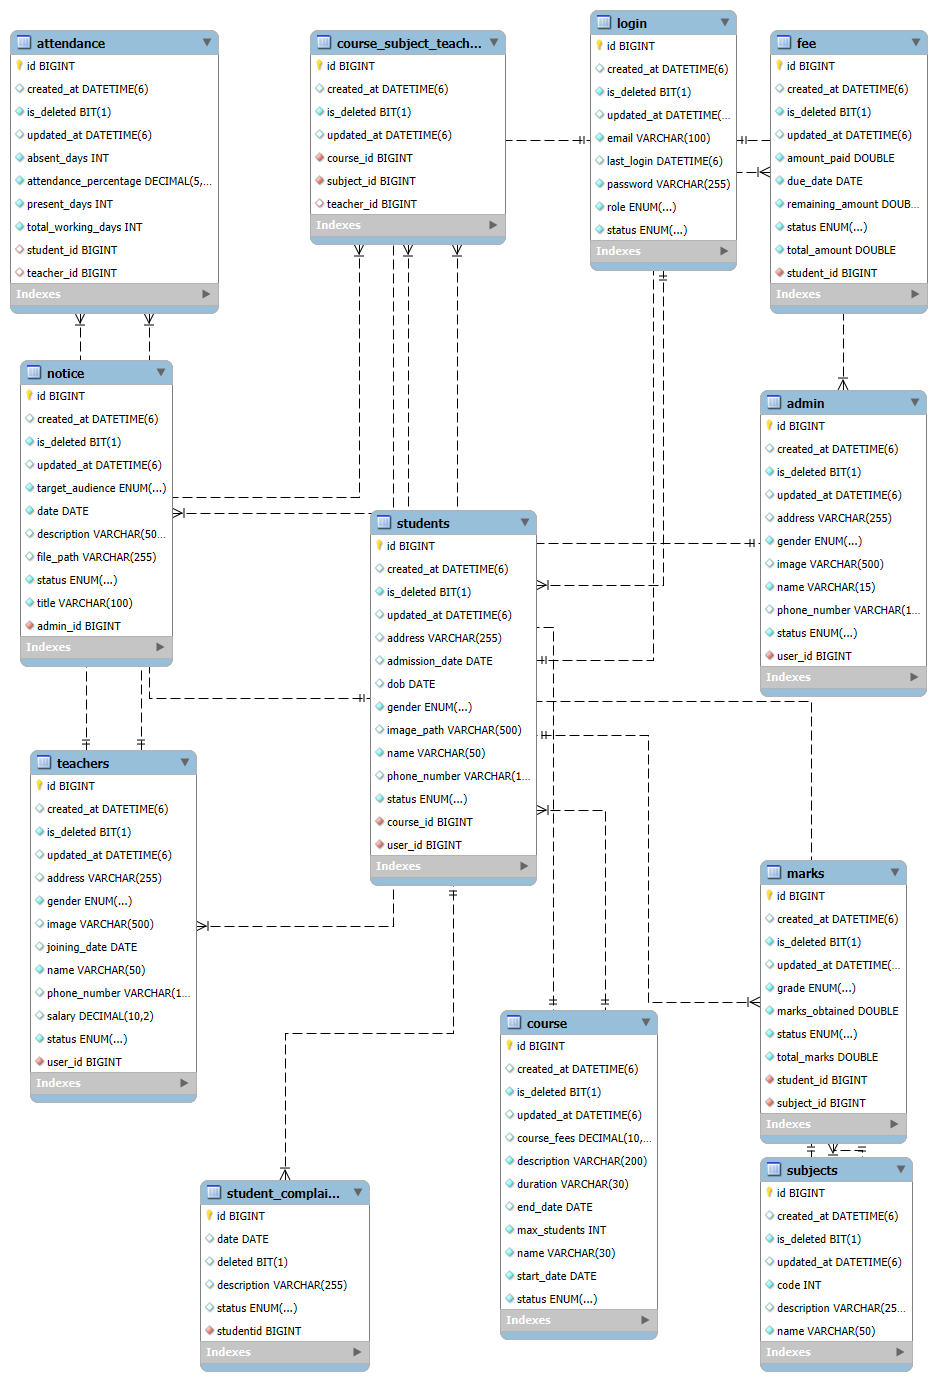 attendance
id BIGINT
created_at DATETIME(6)
is_deleted BIT(1)
updated_at DATETIME(6)
absent_days INT
attendance_percentage DECIMAL(5,...
present_days INT
total_working_days INT
student_id BIGINT
teacher_id BIGINT
Indexes
course_subject_teach...
id BIGINT
created_at DATETIME(6)
is_deleted BIT(1)
updated_at DATETIME(6)
course_id BIGINT
subject_id BIGINT
teacher_id BIGINT
Indexes
login
id BIGINT
created_at DATETIME(6)
is_deleted BIT(1)
updated_at DATETIME(...
email VARCHAR(100)
last_login DATETIME(6)
password VARCHAR(255)
role ENUM(...)
status ENUM(...)
Indexes
fee
id BIGINT
created_at DATETIME(6)
is_deleted BIT(1)
updated_at DATETIME(6)
amount_paid DOUBLE
due_date DATE
remaining_amount DOUB...
status ENUM(...)
total_amount DOUBLE
student_id BIGINT
Indexes
notice
id BIGINT
created_at DATETIME(6)
is_deleted BIT(1)
updated_at DATETIME(6)
target_audience ENUM(...)
date DATE
description VARCHAR(50...
file_path VARCHAR(255)
status ENUM(...)
title VARCHAR(100)
admin_id BIGINT
Indexes
admin
id BIGINT
created_at DATETIME(6)
is_deleted BIT(1)
updated_at DATETIME(6)
address VARCHAR(255)
gender ENUM(...)
image VARCHAR(500)
name VARCHAR(15)
phone_number VARCHAR(1...
status ENUM(...)
user_id BIGINT
Indexes
students
id BIGINT
created_at DATETIME(6)
is_deleted BIT(1)
updated_at DATETIME(6)
address VARCHAR(255)
admission_date DATE
dob DATE
gender ENUM(...)
image_path VARCHAR(500)
name VARCHAR(50)
phone_number VARCHAR(1...
status ENUM(...)
course_id BIGINT
user_id BIGINT
Indexes
teachers
id BIGINT
created_at DATETIME(6)
is_deleted BIT(1)
updated_at DATETIME(6)
address VARCHAR(255)
gender ENUM(...)
image VARCHAR(500)
joining_date DATE
name VARCHAR(50)
phone_number VARCHAR(1...
salary DECIMAL(10,2)
status ENUM(...)
user_id BIGINT
Indexes
marks
id BIGINT
created_at DATETIME(6)
is_deleted BIT(1)
updated_at DATETIME(...
grade ENUM(...)
marks_obtained DOUBLE
status ENUM(...)
total_marks DOUBLE
student_id BIGINT
subject_id BIGINT
Indexes
course
id BIGINT
created_at DATETIME(6)
is_deleted BIT(1)
updated_at DATETIME(6)
course_fees DECIMAL(10,...
description VARCHAR(200)
duration VARCHAR(30)
end_date DATE
max_students INT
name VARCHAR(30)
start_date DATE
status ENUM(...)
Indexes
student_complai...
id BIGINT
date DATE
deleted BIT(1)
description VARCHAR(255)
status ENUM(...)
studentid BIGINT
Indexes
subjects
id BIGINT
created_at DATETIME(6)
is_deleted BIT(1)
updated_at DATETIME(6)
code INT
description VARCHAR(25...
name VARCHAR(50)
Indexes